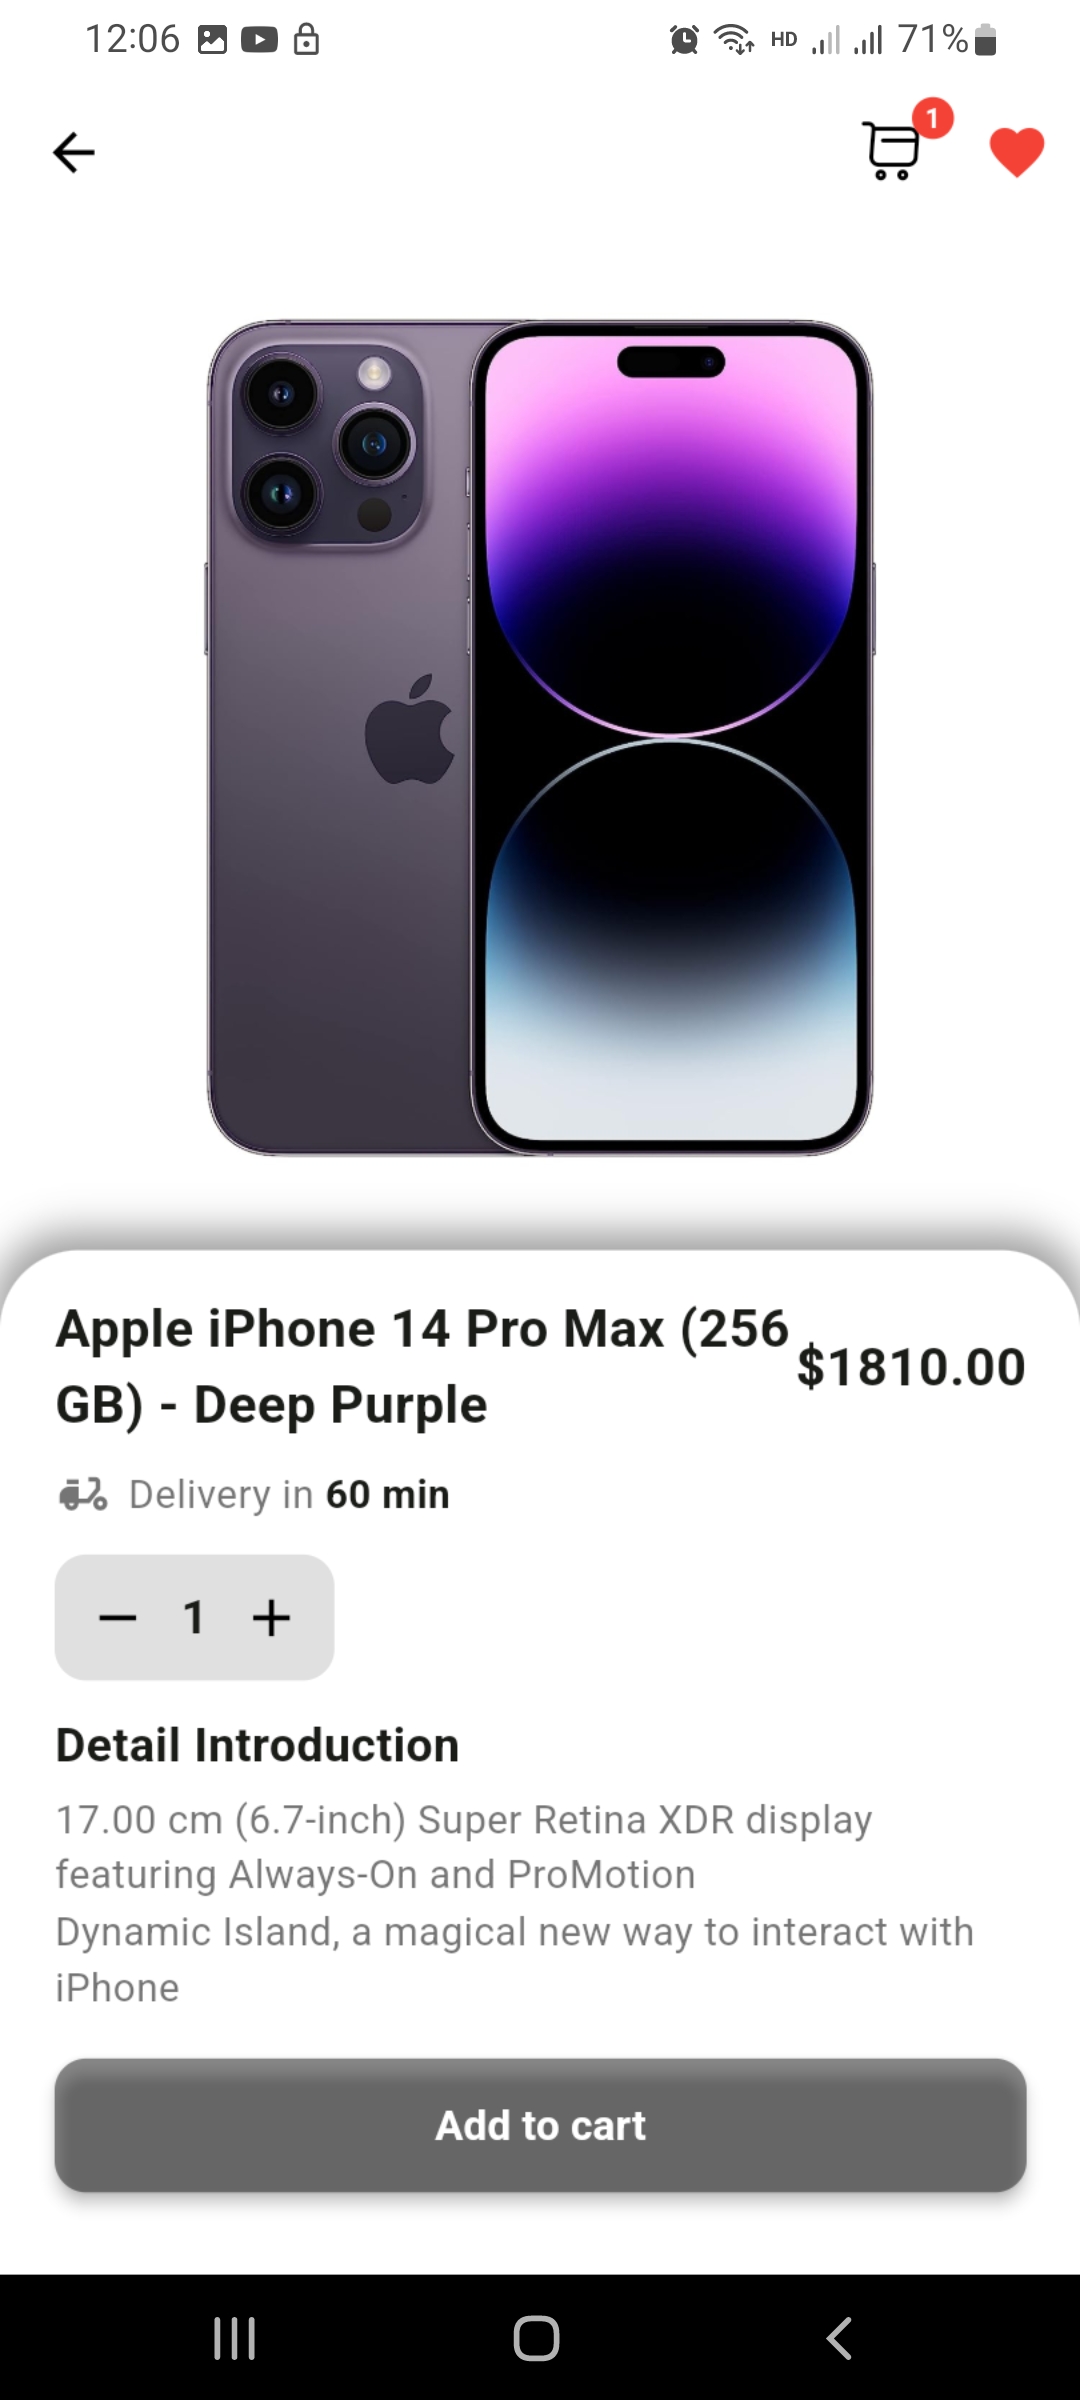 12:06
HD 71%
1
Apple iPhone 14 Pro Max (256
GB) - Deep Purple
$1810.00
Delivery in 60 min
1
Detail Introduction
17.00 cm (6.7-inch) Super Retina XDR display
featuring Always-On and ProMotion
Dynamic Island, a magical new way to interact with
iPhone
Add to cart